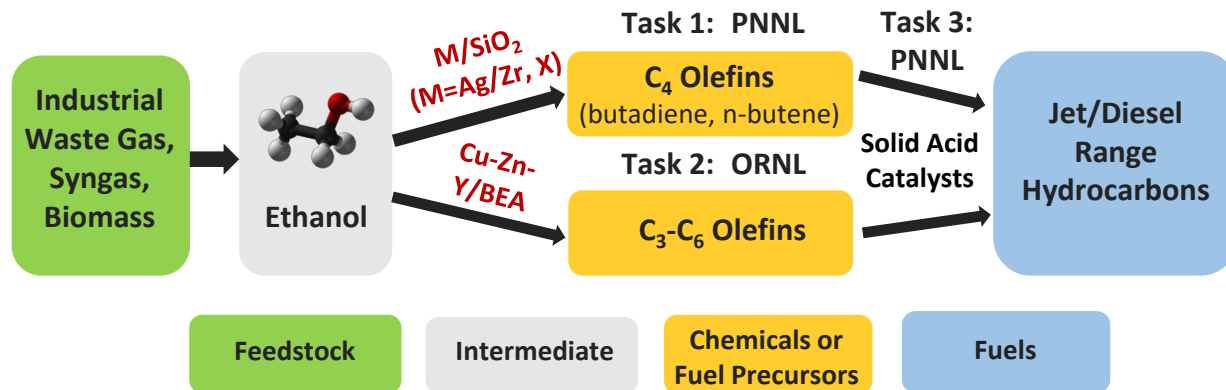 Industrial
Waste Gas,
Syngas,
Biomass
Ethanol
M/SiO₂
(M=Ag/Zr, X)
Cu-Zn-
Y/BEA
Task 1: PNNL
C₄ Olefins
(butadiene, n-butene)
Task 2: ORNL
C₃-C₆ Olefins
Task 3:
PNNL
Solid Acid
Catalysts
Jet/Diesel
Range
Hydrocarbons
Feedstock
Intermediate
Chemicals or
Fuel Precursors
Fuels